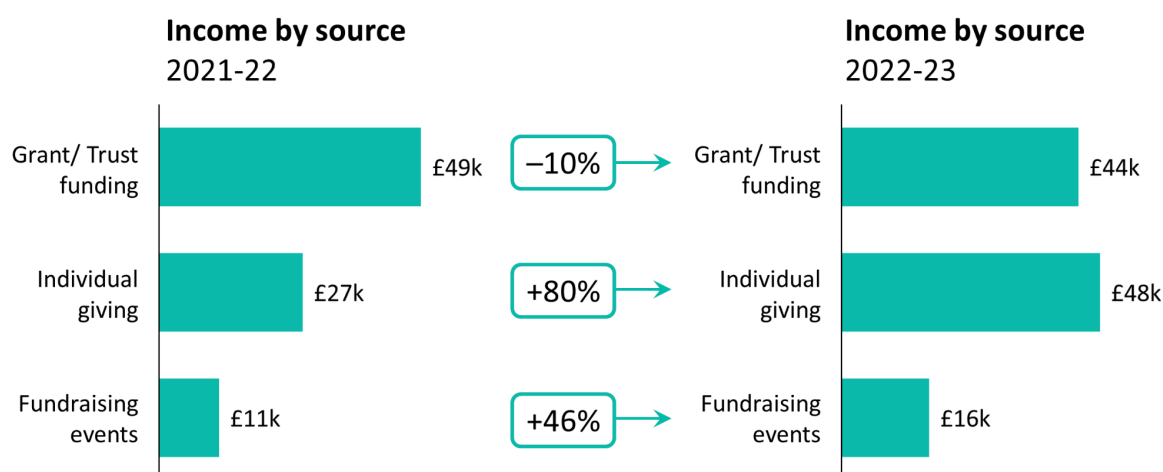 Income by source
2021-22
Grant/ Trust
funding
£49k
Individual
giving
£27k
Fundraising
events
£11k
–10%
+80%
+46%
Income by source
2022-23
Grant/ Trust
funding
£44k
Individual
giving
£48k
Fundraising
events
£16k